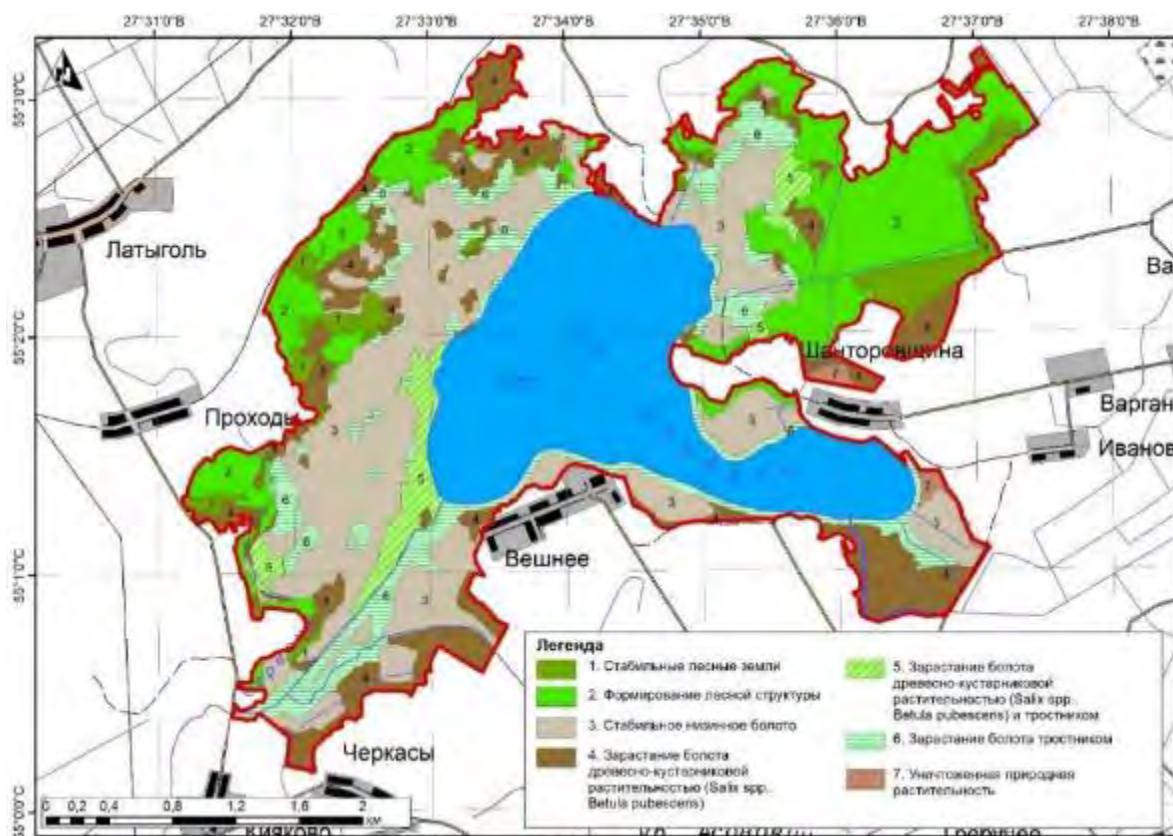 27°31'0"В 27°32'0"В 27°33'0"В 27°34'0"В 27°35'0"В 27°36'0"В 27°37'0"В 27°38'0"В
55°3'0"С
55°2'0"С
55°1'0"С
55°0'0"С
Латыголь
Проходы
Шанторовщина
Ва
Варган
Иванов
Вешнее
Черкасы
Кияково
Легенда
1. Стабильные лесные земли
2. Формирование лесной структуры
3. Стабильное низинное болото
4. Зарастание болота
древесно-кустарниковой
растительностью (Salix spp.,
Betula pubescens)
5. Зарастание болота
древесно-кустарниковой
растительностью (Salix spp.,
Betula pubescens) и тростником
6. Зарастание болота тростником
7. Уничтоженная природная
растительность
0 0,2 0,4 0,8 1,2 1,6 2
км